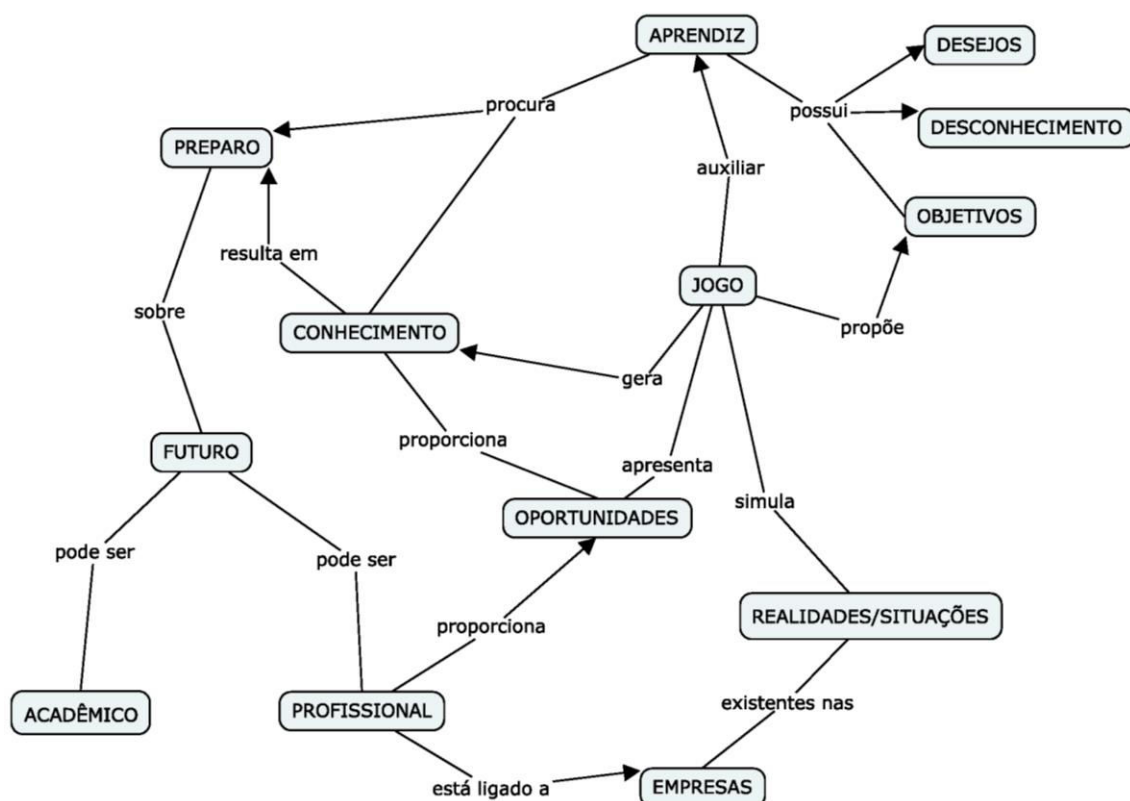 APRENDIZ
DESEJOS
procura
possui
DESCONHECIMENTO
PREPARO
auxiliar
OBJETIVOS
resulta em
JOGO
sobre
CONHECIMENTO
propõe
gera
proporciona
FUTURO
apresenta
simula
OPORTUNIDADES
pode ser
pode ser
REALIDADES/SITUAÇÕES
proporciona
existentes nas
ACADÊMICO
PROFISSIONAL
está ligado a
EMPRESAS